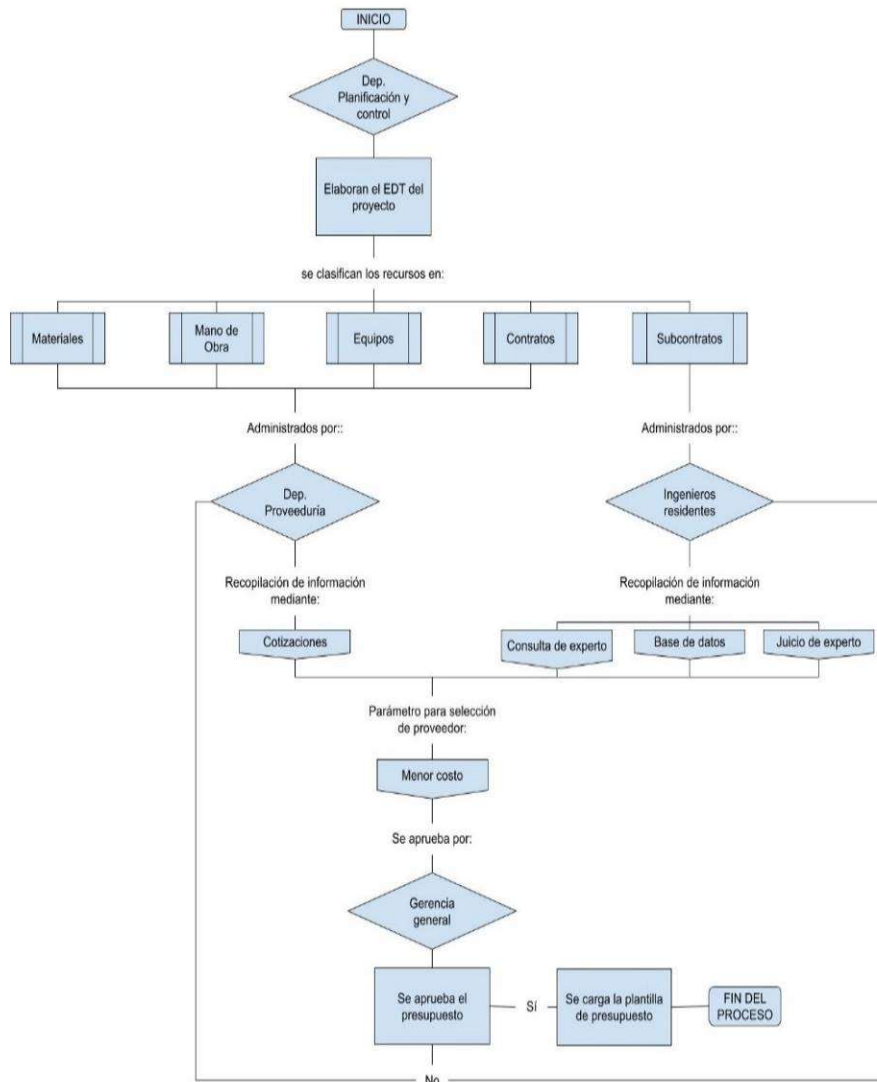 INICIO
Dep.
Planificación y
control
Elaboran el EDT del
proyecto
se clasifican los recursos en:
Materiales
Mano de
Obra
Equipos
Contratos
Subcontratos
Administrados por::
Administrados por::
Dep.
Proveeduria
Ingenieros
residentes
Recopilación de información
mediante:
Recopilación de información
mediante:
Cotizaciones
Consulta de experto
Base de datos
Juicio de experto
Parámetro para selección
de proveedor:
Menor costo
Se aprueba por:
Gerencia
general
Se aprueba el
presupuesto
Sí
Se carga la plantilla
de presupuesto
FIN DEL
PROCESO
No